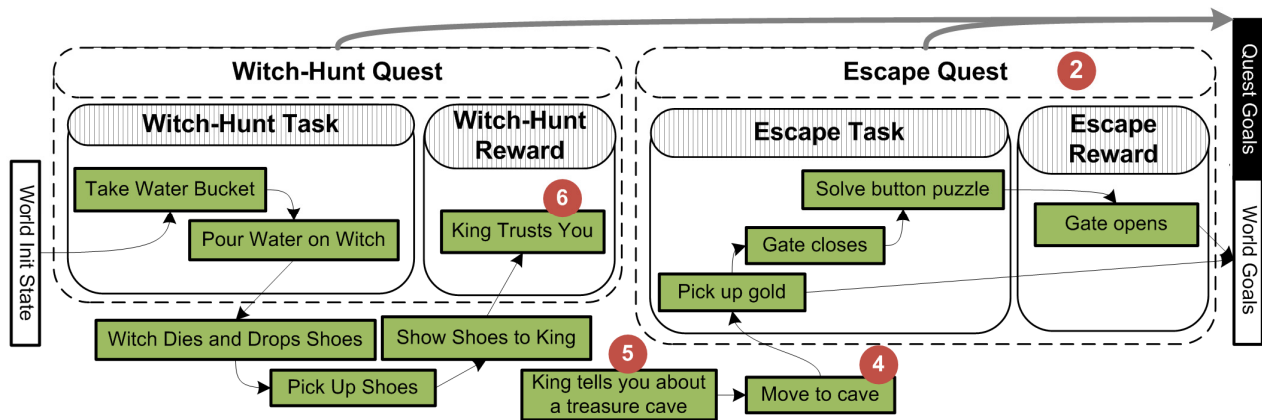 Witch-Hunt Quest
Escape Quest
2
Quest Goals
Witch-Hunt Task
Witch-Hunt
Reward
Escape Task
Escape
Reward
World Init State
Take Water Bucket
Pour Water on Witch
6
King Trusts You
Solve button puzzle
Gate closes
Pick up gold
Gate opens
World Goals
Witch Dies and Drops Shoes
Show Shoes to King
Pick Up Shoes
5
King tells you about
a treasure cave
4
Move to cave